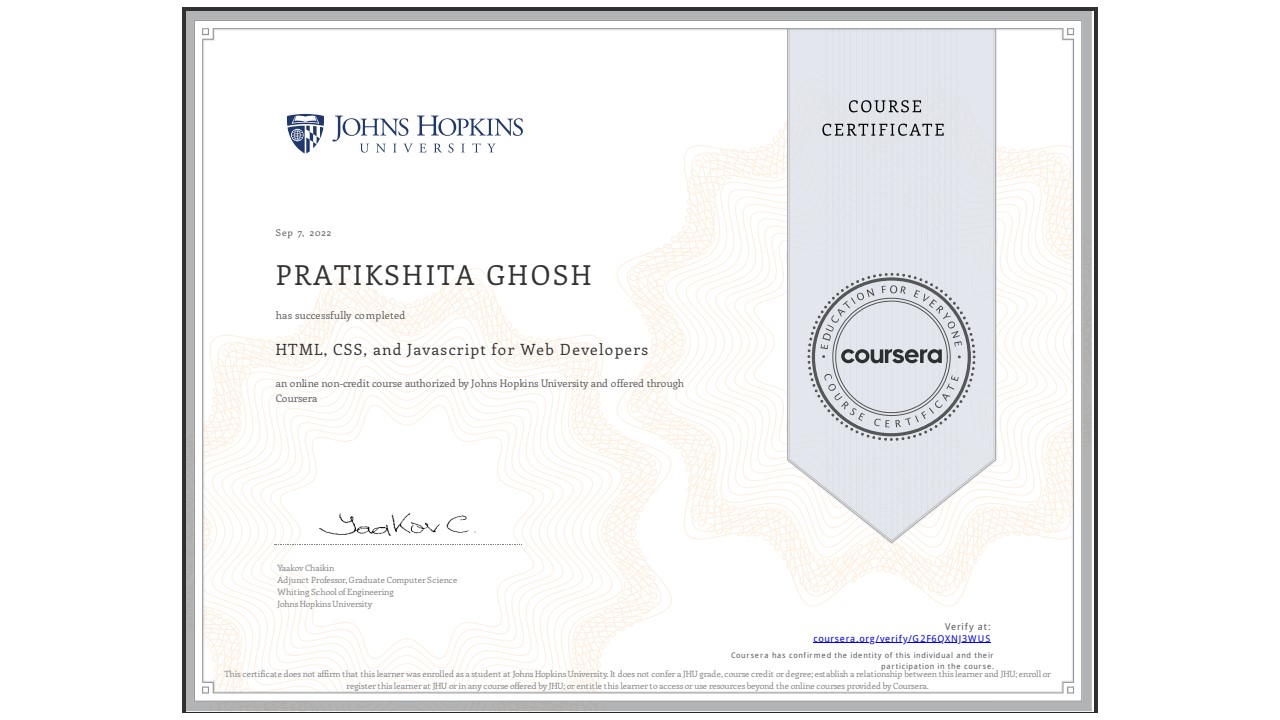 JOHNS HOPKINS
UNIVERSITY
COURSE
CERTIFICATE
Sep 7, 2022
PRATIKSHITA GHOSH
has successfully completed
HTML, CSS, and Javascript for Web Developers
an online non-credit course authorized by Johns Hopkins University and offered through
Coursera
EDUCATION FOR EVERYONE
coursera
COURSE CERTIFICATE
Yaakov C.
Yaakov Chaikin
Adjunct Professor, Graduate Computer Science
Whiting School of Engineering
Johns Hopkins University
Verify at:
coursera.org/verify/G2F6QXNJ3WUS
Coursera has confirmed the identity of this individual and their
participation in the course.
This certificate does not affirm that this learner was enrolled as a student at Johns Hopkins University. It does not confer a JHU grade, course credit or degree; establish a relationship between this learner and JHU; enroll or
register this learner at JHU or in any course offered by JHU; or entitle this learner to access or use resources beyond the online courses provided by Coursera.